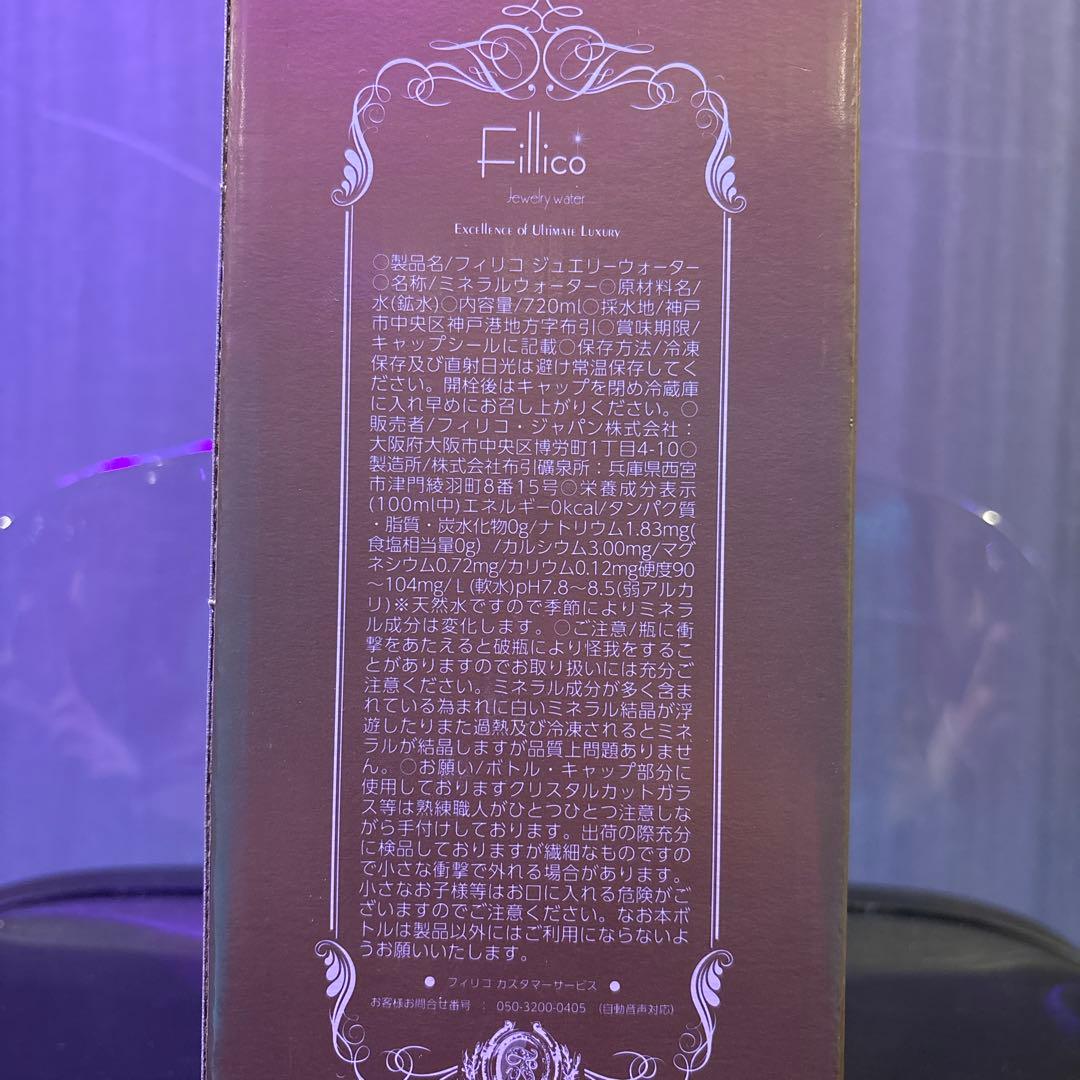 Fillico
Jewelry water
Excellence of Ultimate Luxury
○製品名/フィリコ ジュエリーウォーター
○名称/ミネラルウォーター○原材料名/
水(鉱水)○内容量/720ml○採水地/神戸
市中央区神戸港地方字布引○賞味期限/
キャップシールに記載○保存方法/冷凍
保存及び直射日光は避け常温保存してく
ださい。開栓後はキャップを閉め冷蔵庫
に入れ早めにお召し上がりください。○
販売者/フィリコ・ジャパン株式会社：
大阪府大阪市中央区博労町1丁目4-10○
製造所/株式会社布引礦泉所：兵庫県西宮
市津門綾羽町8番15号○栄養成分表示
(100ml中)エネルギー0kcal/タンパク質
・脂質・炭水化物0g/ナトリウム1.83mg(
食塩相当量0g) /カルシウム3.00mg/マグ
ネシウム0.72mg/カリウム0.12mg硬度90
～104mg/L(軟水)pH7.8～8.5(弱アルカ
リ)※天然水ですので季節によりミネラ
ル成分は変化します。○ご注意/瓶に衝
撃をあたえると破瓶により怪我をするこ
とがありますのでお取り扱いには充分ご
注意ください。ミネラル成分が多く含ま
れている為まれに白いミネラル結晶が浮
遊したりまた過熱及び冷凍されるとミネ
ラルが結晶しますが品質上問題ありませ
ん。○お願い/ボトル・キャップ部分に
使用しておりますクリスタルカットガラ
ス等は熟練職人がひとつひとつ注意しな
がら手付けしております。出荷の際充分
に検品しておりますが繊細なものですの
で小さな衝撃で外れる場合があります。
小さなお子様等はお口に入れる危険がご
ざいますのでご注意ください。なお本ボ
トルは製品以外にはご利用にならないよ
うお願いいたします。
● フィリコ カスタマーサービス ●
お客様お問合せ番号 ： 050-3200-0405 (自動音声対応)